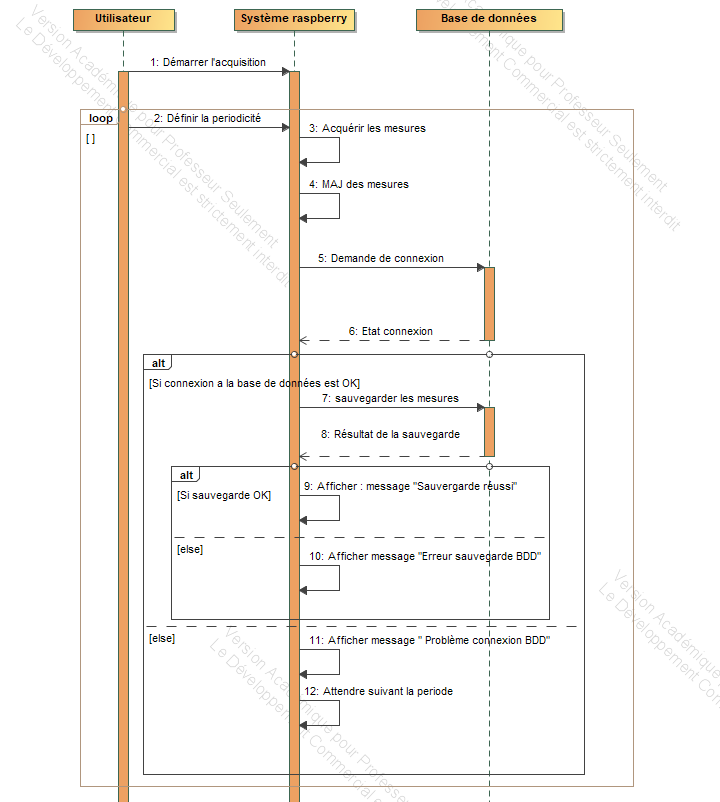 Utilisateur
Système raspberry
Base de données
1: Démarrer l'acquisition
loop
2: Définir la periodicité
[ ]
3: Acquérir les mesures
4: MAJ des mesures
5: Demande de connexion
6: Etat connexion
alt
[Si connexion a la base de données est OK]
7: sauvegarder les mesures
8: Résultat de la sauvegarde
alt
[Si sauvegarde OK]
9: Afficher : message "Sauvergarde réussi"
[else]
10: Afficher message "Erreur sauvegarde BDD"
[else]
11: Afficher message " Problème connexion BDD"
12: Attendre suivant la periode
Version Académique pour Professeur Seulement
Le Développement Commercial est strictement interdit